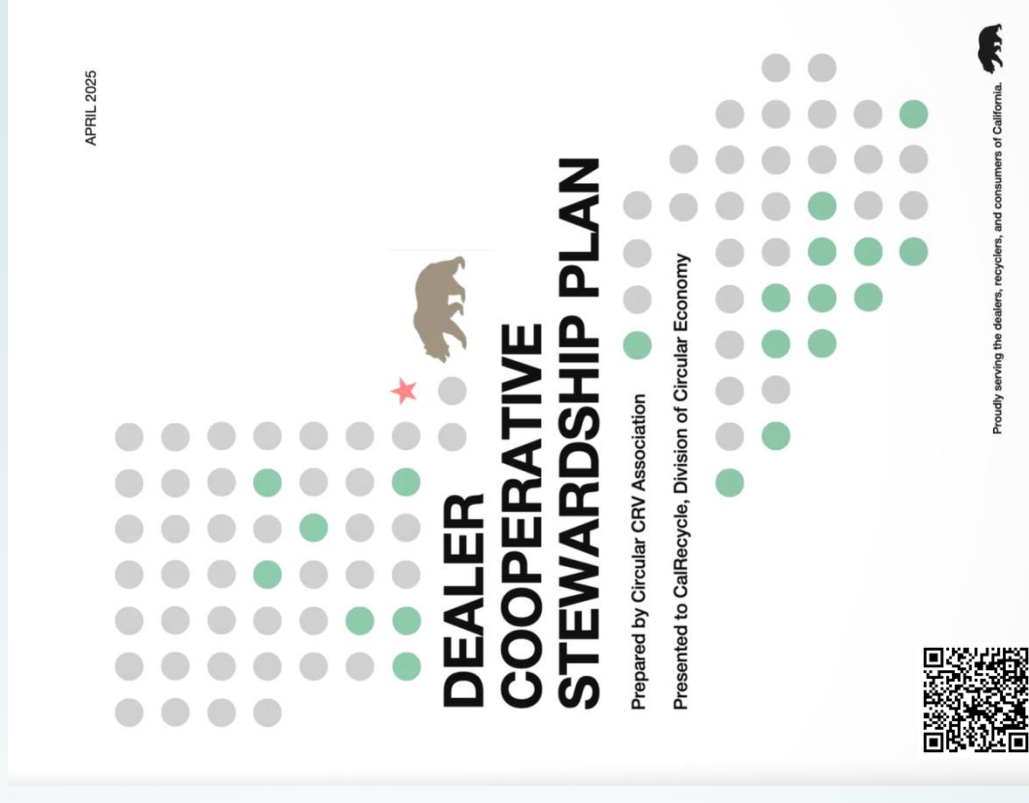 APRIL 2025
DEALER
COOPERATIVE
STEWARDSHIP PLAN
Prepared by Circular CRV Association
Presented to CalRecycle, Division of Circular Economy
Proudly serving the dealers, recyclers, and consumers of California.